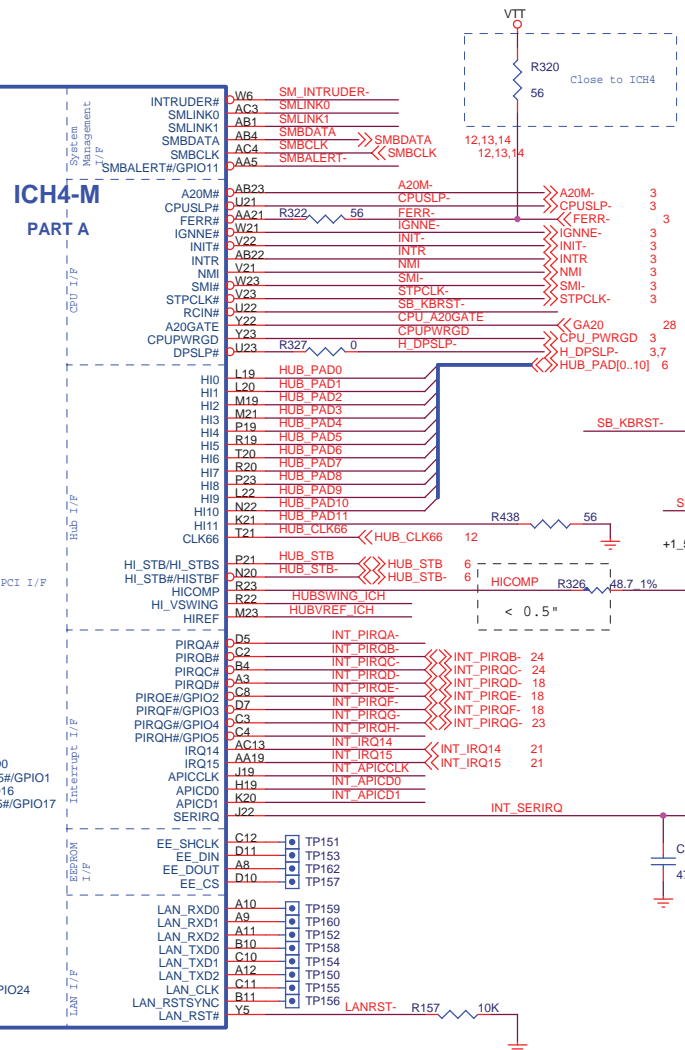 VTT
R320
56
Close to ICH4
System Management I/F
INTRUDER# W6 SM_INTRUDER-
SMLINK0 AC3 SMLINK0
SMLINK1 AB1 SMLINK1
SMBDATA AB4 SMBDATA SMBDATA 12,13,14
SMBCLK AC4 SMBCLK SMBCLK 12,13,14
SMBALERT#/GPIO11 AA5 SMBALERT-
ICH4-M
PART A
CPU I/F
A20M# AB23 A20M- A20M- 3
CPUSLP# U21 CPUSLP- CPUSLP- 3
FERR# AA21 R322 56 FERR- FERR- 3
IGNNE# W21 IGNNE- IGNNE- 3
INIT# V22 INIT- INIT- 3
INTR AB22 INTR INTR 3
NMI V21 NMI NMI 3
SMI# W23 SMI- SMI- 3
STPCLK# V23 STPCLK- STPCLK- 3
RCIN# U22 SB_KBRST-
A20GATE Y22 CPU_A20GATE GA20 28
CPUPWRGD Y23 CPUPWRGD CPU_PWRGD 3
DPSLP# U23 R327 0 H_DPSLP- H_DPSLP- 3,7
HUB_PAD[0..10] 6
Hub I/F
HI0 L19 HUB_PAD0
HI1 L20 HUB_PAD1
HI2 M19 HUB_PAD2
HI3 M21 HUB_PAD3
HI4 P19 HUB_PAD4
HI5 R19 HUB_PAD5
HI6 T20 HUB_PAD6
HI7 R20 HUB_PAD7
HI8 P23 HUB_PAD8
HI9 L22 HUB_PAD9
HI10 N22 HUB_PAD10
HI11 K21 HUB_PAD11 R438 56
CLK66 T21 HUB_CLK66 HUB_CLK66 12
SB_KBRST-
S
+1_5
PCI I/F
HI_STB/HI_STBS P21 HUB_STB HUB_STB 6
HI_STB#/HISTBF N20 HUB_STB- HUB_STB- 6
HICOMP R23 HICOMP R326 48.7_1%
HI_VSWING R22 HUBSWING_ICH
HIREF M23 HUBVREF_ICH
< 0.5"
Interrupt I/F
PIRQA# D5 INT_PIRQA-
PIRQB# C2 INT_PIRQB- INT_PIRQB- 24
PIRQC# B4 INT_PIRQC- INT_PIRQC- 24
PIRQD# A3 INT_PIRQD- INT_PIRQD- 18
PIRQE#/GPIO2 C8 INT_PIRQE- INT_PIRQE- 18
PIRQF#/GPIO3 D7 INT_PIRQF- INT_PIRQF- 18
PIRQG#/GPIO4 C3 INT_PIRQG- INT_PIRQG- 23
PIRQH#/GPIO5 C4 INT_PIRQH-
IRQ14 AC13 INT_IRQ14 INT_IRQ14 21
IRQ15 AA19 INT_IRQ15 INT_IRQ15 21
APICCLK J19 INT_APICCLK
APICD0 H19 INT_APICD0
APICD1 K20 INT_APICD1
SERIRQ J22 INT_SERIRQ
5#/GPIO1
16
5#/GPIO17
C
47
EEPROM I/F
EE_SHCLK C12 TP151
EE_DIN D11 TP153
EE_DOUT A8 TP162
EE_CS D10 TP157
LAN I/F
LAN_RXD0 A10 TP159
LAN_RXD1 A9 TP160
LAN_RXD2 A11 TP152
LAN_TXD0 B10 TP158
LAN_TXD1 C10 TP154
LAN_TXD2 A12 TP150
LAN_CLK C11 TP155
LAN_RSTSYNC B11 TP156
LAN_RST# Y5 LANRST- R157 10K
PIO24